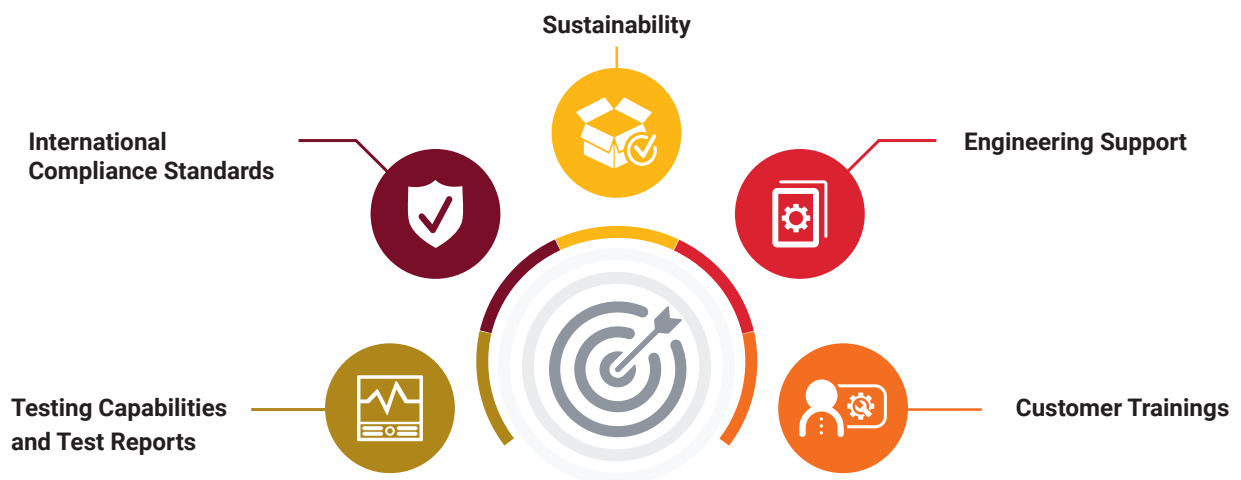 Sustainability
International
Compliance Standards
Engineering Support
Testing Capabilities
and Test Reports
Customer Trainings